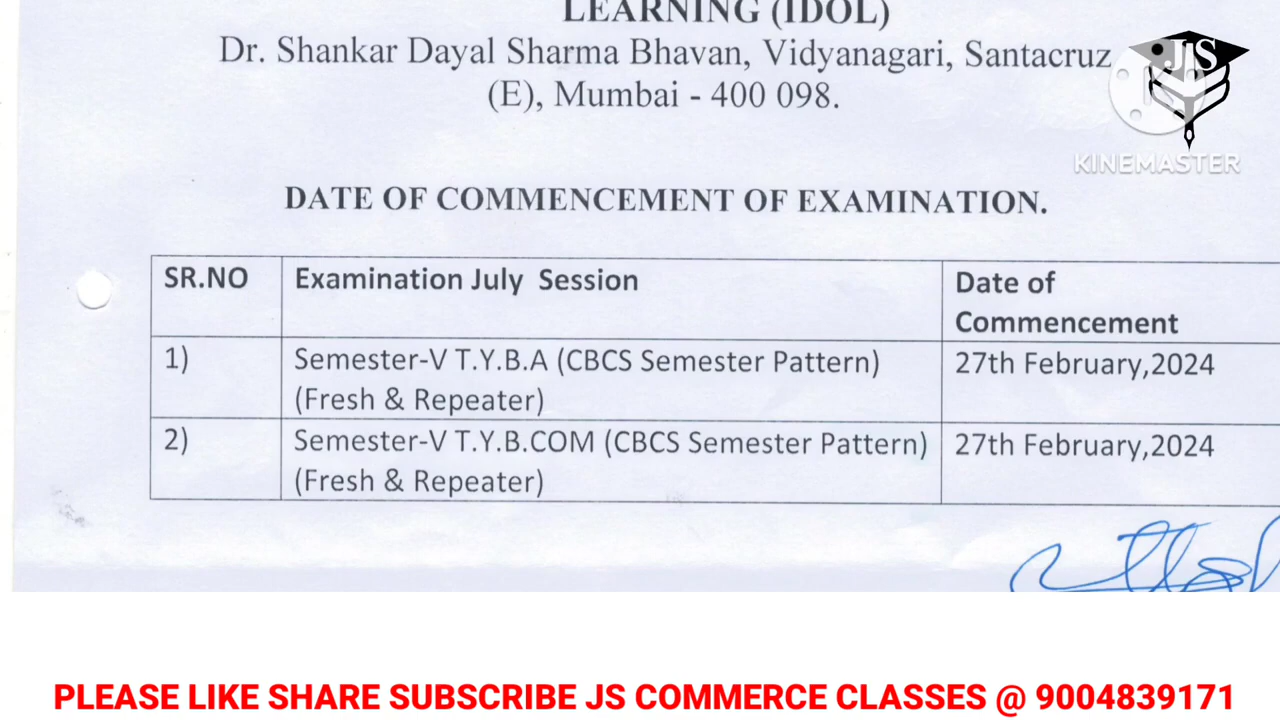 LEARNING (IDOL)
Dr. Shankar Dayal Sharma Bhavan, Vidyanagari, Santacruz
(E), Mumbai - 400 098.
JS
KINEMASTER
DATE OF COMMENCEMENT OF EXAMINATION.
SR.NO Examination July Session Date of
Commencement
1) Semester-V T.Y.B.A (CBCS Semester Pattern) 27th February,2024
(Fresh & Repeater)
2) Semester-V T.Y.B.COM (CBCS Semester Pattern) 27th February,2024
(Fresh & Repeater)
PLEASE LIKE SHARE SUBSCRIBE JS COMMERCE CLASSES @ 9004839171